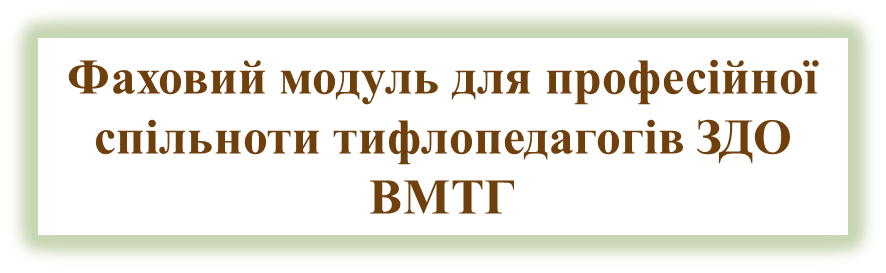 Фаховий модуль для професійної
спільноти тифлопедагогів ЗДО
ВМТГ